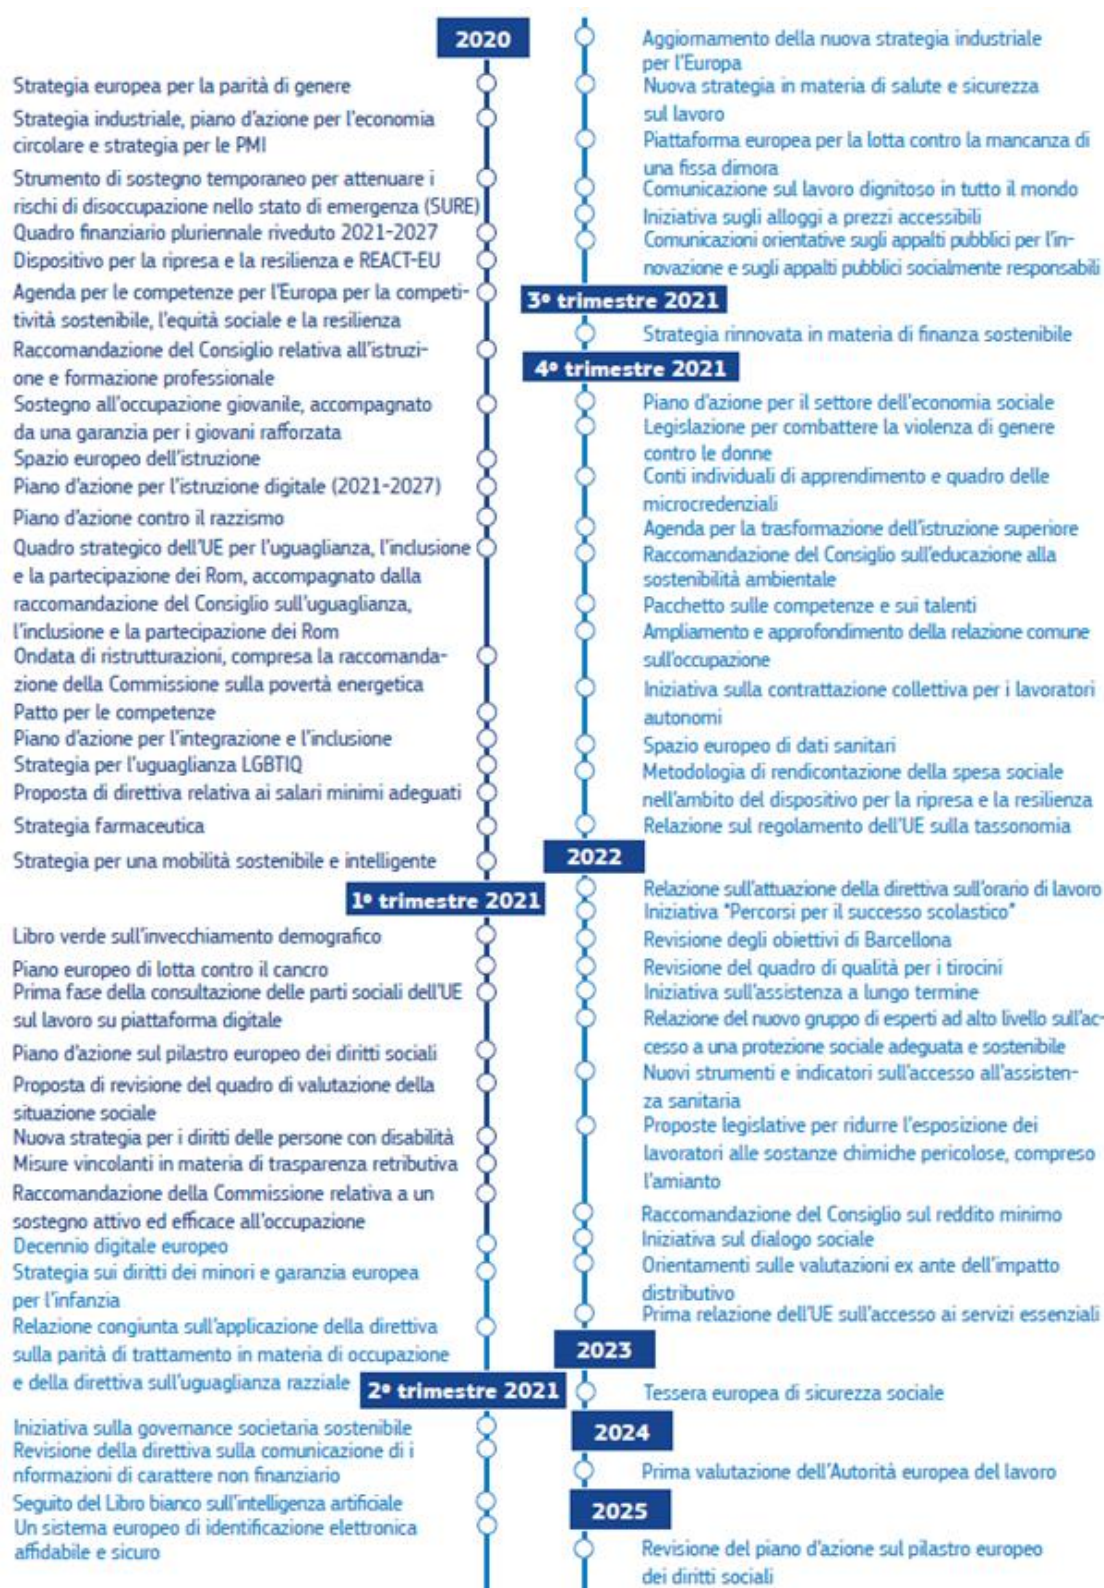 2020
Strategia europea per la parità di genere
Strategia industriale, piano d'azione per l'economia
circolare e strategia per le PMI
Strumento di sostegno temporaneo per attenuare i
rischi di disoccupazione nello stato di emergenza (SURE)
Quadro finanziario pluriennale riveduto 2021-2027
Dispositivo per la ripresa e la resilienza e REACT-EU
Agenda per le competenze per l'Europa per la competi-
tività sostenibile, l'equità sociale e la resilienza
Raccomandazione del Consiglio relativa all'istruzi-
one e formazione professionale
Sostegno all'occupazione giovanile, accompagnato
da una garanzia per i giovani rafforzata
Spazio europeo dell'istruzione
Piano d'azione per l'istruzione digitale (2021-2027)
Piano d'azione contro il razzismo
Quadro strategico dell'UE per l'uguaglianza, l'inclusione
e la partecipazione dei Rom, accompagnato dalla
raccomandazione del Consiglio sull'uguaglianza,
l'inclusione e la partecipazione dei Rom
Ondata di ristrutturazioni, compresa la raccomanda-
zione della Commissione sulla povertà energetica
Patto per le competenze
Piano d'azione per l'integrazione e l'inclusione
Strategia per l'uguaglianza LGBTIQ
Proposta di direttiva relativa ai salari minimi adeguati
Strategia farmaceutica
Strategia per una mobilità sostenibile e intelligente
1º trimestre 2021
Libro verde sull'invecchiamento demografico
Piano europeo di lotta contro il cancro
Prima fase della consultazione delle parti sociali dell'UE
sul lavoro su piattaforma digitale
Piano d'azione sul pilastro europeo dei diritti sociali
Proposta di revisione del quadro di valutazione della
situazione sociale
Nuova strategia per i diritti delle persone con disabilità
Misure vincolanti in materia di trasparenza retributiva
Raccomandazione della Commissione relativa a un
sostegno attivo ed efficace all'occupazione
Decennio digitale europeo
Strategia sui diritti dei minori e garanzia europea
per l'infanzia
Relazione congiunta sull'applicazione della direttiva
sulla parità di trattamento in materia di occupazione
e della direttiva sull'uguaglianza razziale
2º trimestre 2021
Iniziativa sulla governance societaria sostenibile
Revisione della direttiva sulla comunicazione di i
nformazioni di carattere non finanziario
Seguito del Libro bianco sull'intelligenza artificiale
Un sistema europeo di identificazione elettronica
affidabile e sicuro
Aggiornamento della nuova strategia industriale
per l'Europa
Nuova strategia in materia di salute e sicurezza
sul lavoro
Piattaforma europea per la lotta contro la mancanza di
una fissa dimora
Comunicazione sul lavoro dignitoso in tutto il mondo
Iniziativa sugli alloggi a prezzi accessibili
Comunicazioni orientative sugli appalti pubblici per l'in-
novazione e sugli appalti pubblici socialmente responsabili
3º trimestre 2021
Strategia rinnovata in materia di finanza sostenibile
4º trimestre 2021
Piano d'azione per il settore dell'economia sociale
Legislazione per combattere la violenza di genere
contro le donne
Conti individuali di apprendimento e quadro delle
microcredenziali
Agenda per la trasformazione dell'istruzione superiore
Raccomandazione del Consiglio sull'educazione alla
sostenibilità ambientale
Pacchetto sulle competenze e sui talenti
Ampliamento e approfondimento della relazione comune
sull'occupazione
Iniziativa sulla contrattazione collettiva per i lavoratori
autonomi
Spazio europeo di dati sanitari
Metodologia di rendicontazione della spesa sociale
nell'ambito del dispositivo per la ripresa e la resilienza
Relazione sul regolamento dell'UE sulla tassonomia
2022
Relazione sull'attuazione della direttiva sull'orario di lavoro
Iniziativa "Percorsi per il successo scolastico"
Revisione degli obiettivi di Barcellona
Revisione del quadro di qualità per i tirocini
Iniziativa sull'assistenza a lungo termine
Relazione del nuovo gruppo di esperti ad alto livello sull'ac-
cesso a una protezione sociale adeguata e sostenibile
Nuovi strumenti e indicatori sull'accesso all'assisten-
za sanitaria
Proposte legislative per ridurre l'esposizione dei
lavoratori alle sostanze chimiche pericolose, compreso
l'amianto
Raccomandazione del Consiglio sul reddito minimo
Iniziativa sul dialogo sociale
Orientamenti sulle valutazioni ex ante dell'impatto
distributivo
Prima relazione dell'UE sull'accesso ai servizi essenziali
2023
Tessera europea di sicurezza sociale
2024
Prima valutazione dell'Autorità europea del lavoro
2025
Revisione del piano d'azione sul pilastro europeo
dei diritti sociali